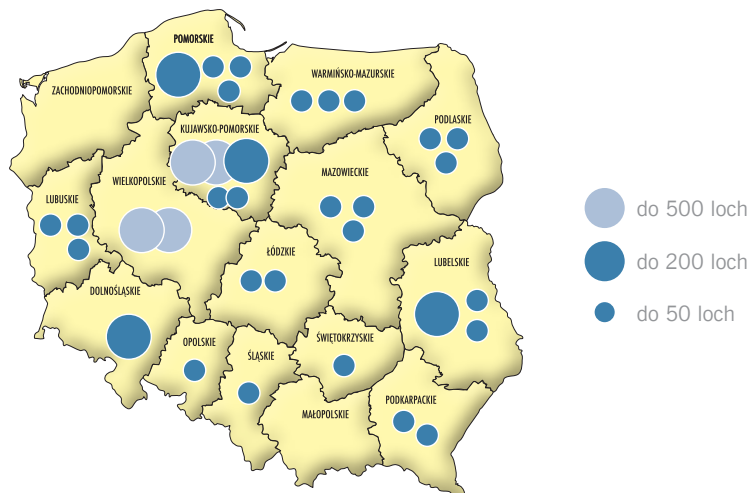 POMORSKIE
WARMIŃSKO-MAZURSKIE
ZACHODNIOPOMORSKIE
PODLASKIE
KUJAWSKO-POMORSKIE
MAZOWIECKIE
WIELKOPOLSKIE
LUBUSKIE
do 500 loch
ŁÓDZKIE
do 200 loch
LUBELSKIE
DOLNOŚLĄSKIE
do 50 loch
ŚWIĘTOKRZYSKIE
OPOLSKIE
ŚLĄSKIE
PODKARPACKIE
MAŁOPOLSKIE